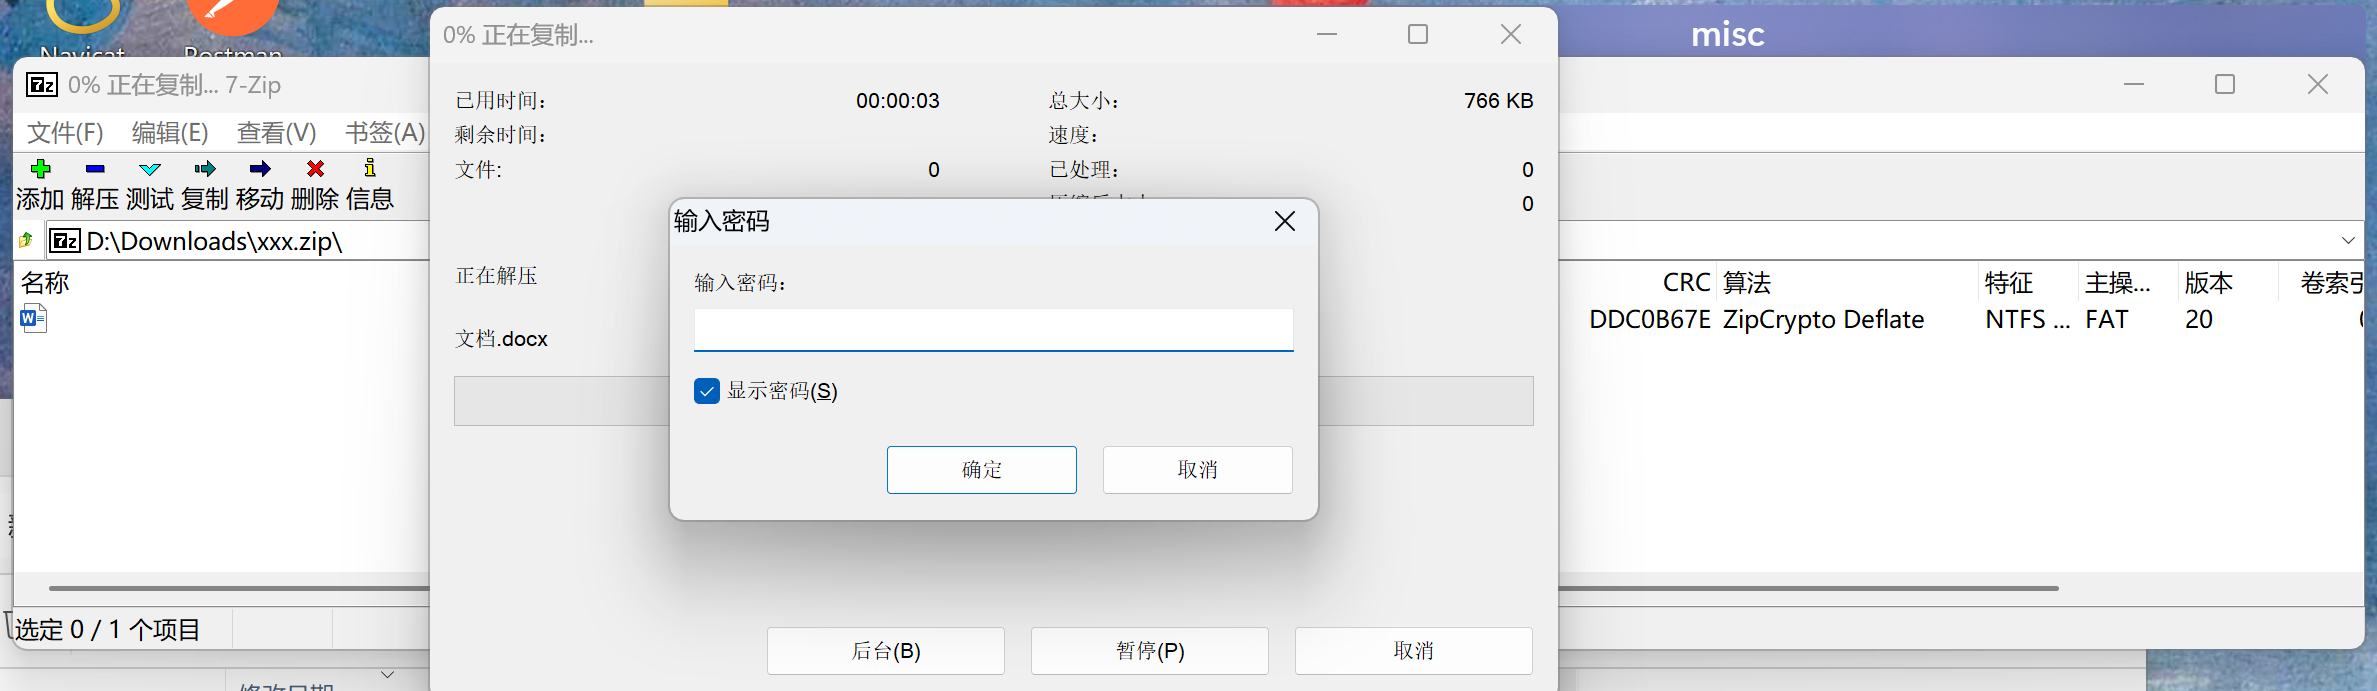 Navicat
Postman
misc
0% 正在复制... 7-Zip
文件(F) 编辑(E) 查看(V) 书签(A)
添加 解压 测试 复制 移动 删除 信息
D:\Downloads\xxx.zip\
名称
选定 0 / 1 个项目
修改日期
0% 正在复制...
已用时间： 00:00:03 总大小： 766 KB
剩余时间： 速度：
文件: 0 已处理： 0
0
正在解压
文档.docx
输入密码
输入密码：
显示密码(S)
确定 取消
后台(B) 暂停(P) 取消
CRC 算法 特征 主操... 版本 卷索引
DDC0B67E ZipCrypto Deflate NTFS ... FAT 20